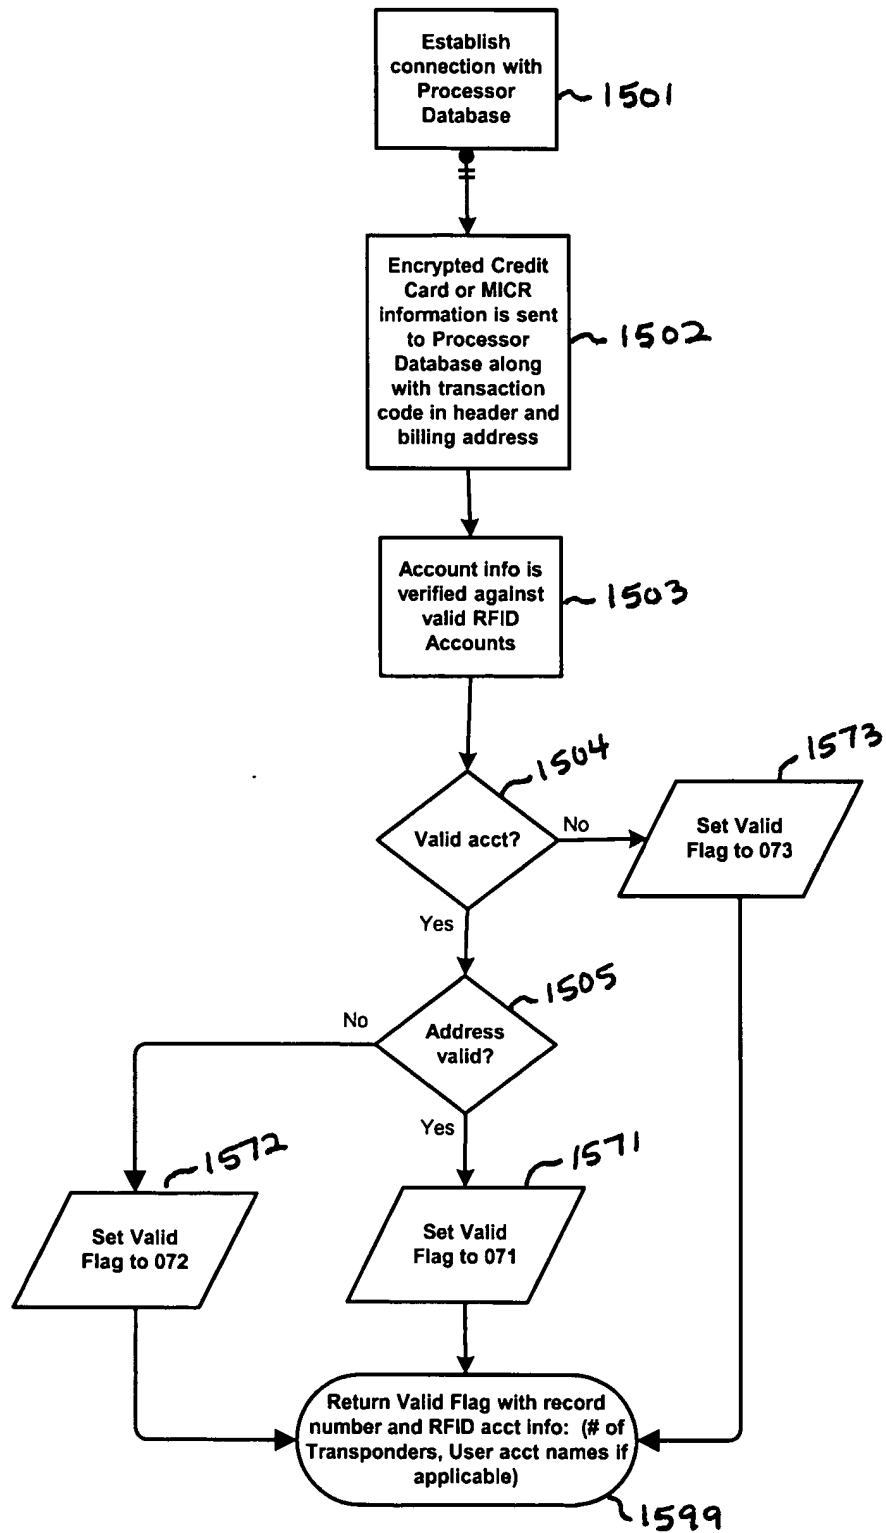 Establish
connection with
Processor
Database
1501
Encrypted Credit
Card or MICR
information is sent
to Processor
Database along
with transaction
code in header and
billing address
1502
Account info is
verified against
valid RFID
Accounts
1503
1504
Valid acct?
No
1573
Set Valid
Flag to 073
Yes
1505
Address
valid?
No
Yes
1572
Set Valid
Flag to 072
1571
Set Valid
Flag to 071
Return Valid Flag with record
number and RFID acct info: (# of
Transponders, User acct names if
applicable)
1599